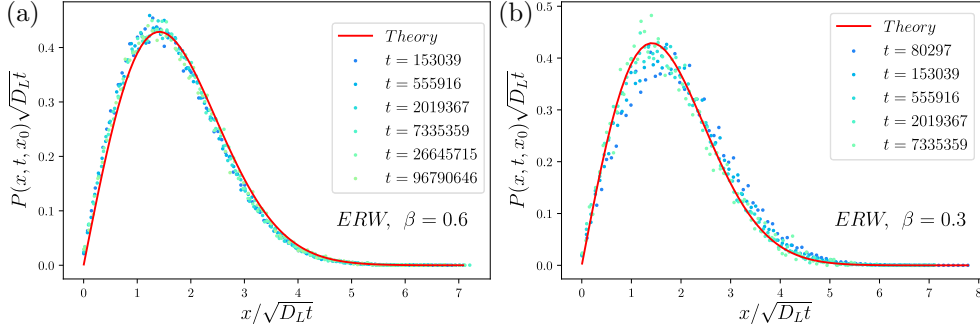 (a)
P(x, t, x₀)√D_L t
0.4
0.3
0.2
0.1
0.0
0 1 2 3 4 5 6 7
x/√D_L t
Theory
t = 153039
t = 555916
t = 2019367
t = 7335359
t = 26645715
t = 96790646
ERW, β = 0.6
(b)
P(x, t, x₀)√D_L t
0.5
0.4
0.3
0.2
0.1
0.0
0 1 2 3 4 5 6 7 8
x/√D_L t
Theory
t = 80297
t = 153039
t = 555916
t = 2019367
t = 7335359
ERW, β = 0.3